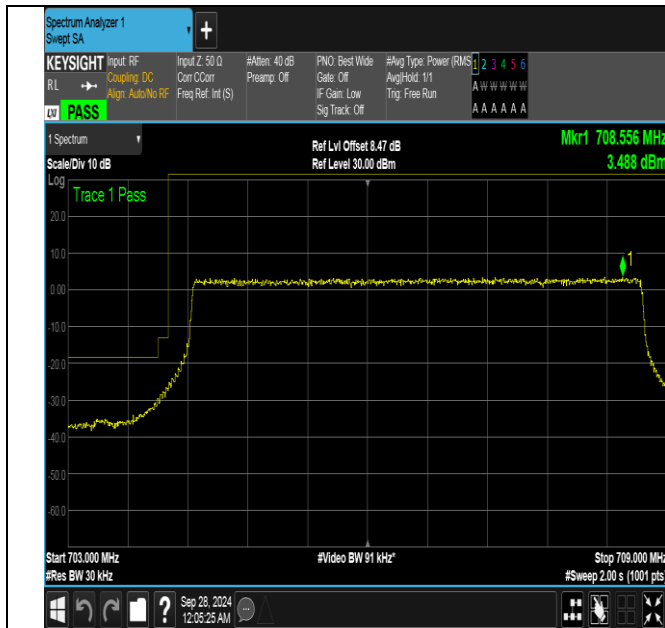 Spectrum Analyzer 1
Swept SA
+
KEYSIGHT Input: RF Input Z: 50 Ω #Atten: 40 dB PNO: Best Wide #Avg Type: Power (RMS 1 2 3 4 5 6
RL Coupling: DC Corr CCorr Preamp: Off Gate: Off Avg|Hold: 1/1 A W W W W W
Align: Auto/No RF Freq Ref: Int (S) IF Gain: Low Trig: Free Run
LXI PASS Sig Track: Off A A A A A A
1 Spectrum Ref Lvl Offset 8.47 dB Mkr1 708.556 MHz
Scale/Div 10 dB Ref Level 30.00 dBm 3.488 dBm
Log
Trace 1 Pass
20.0
10.0
1
0.00
-10.0
-20.0
-30.0
-40.0
-50.0
-60.0
Start 703.000 MHz #Video BW 91 kHz* Stop 709.000 MHz
#Res BW 30 kHz #Sweep 2.00 s (1001 pts)
? Sep 28, 2024
12:05:25 AM